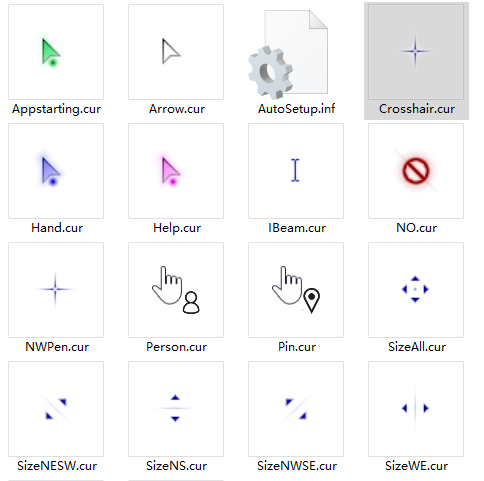 Appstarting.cur
Arrow.cur
AutoSetup.inf
Crosshair.cur
Hand.cur
Help.cur
IBeam.cur
NO.cur
NWPen.cur
Person.cur
Pin.cur
SizeAll.cur
SizeNESW.cur
SizeNS.cur
SizeNWSE.cur
SizeWE.cur